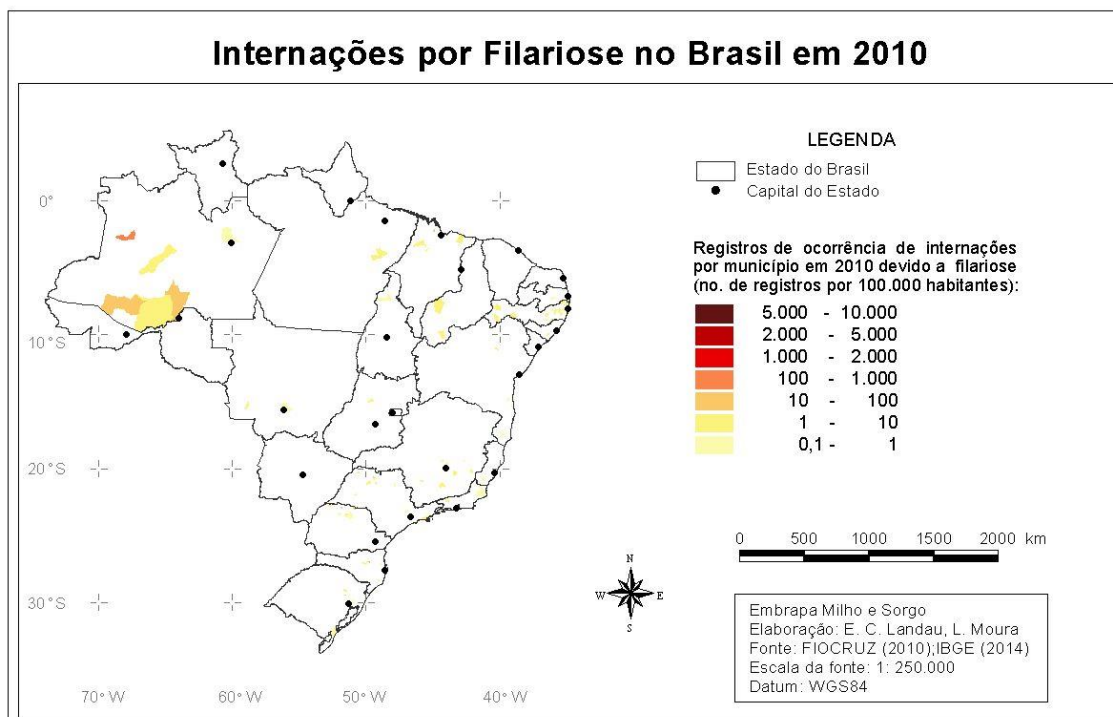 Internações por Filariose no Brasil em 2010
LEGENDA
Estado do Brasil
Capital do Estado
Registros de ocorrência de internações
por município em 2010 devido a filariose
(no. de registros por 100.000 habitantes):
5.000 - 10.000
2.000 - 5.000
1.000 - 2.000
100 - 1.000
10 - 100
1 - 10
0,1 - 1
0°
10°S
20°S
30°S
70°W
60°W
50°W
40°W
0 500 1000 1500 2000 km
N
W E
S
Embrapa Milho e Sorgo
Elaboração: E. C. Landau, L. Moura
Fonte: FIOCRUZ (2010);IBGE (2014)
Escala da fonte: 1: 250.000
Datum: WGS84